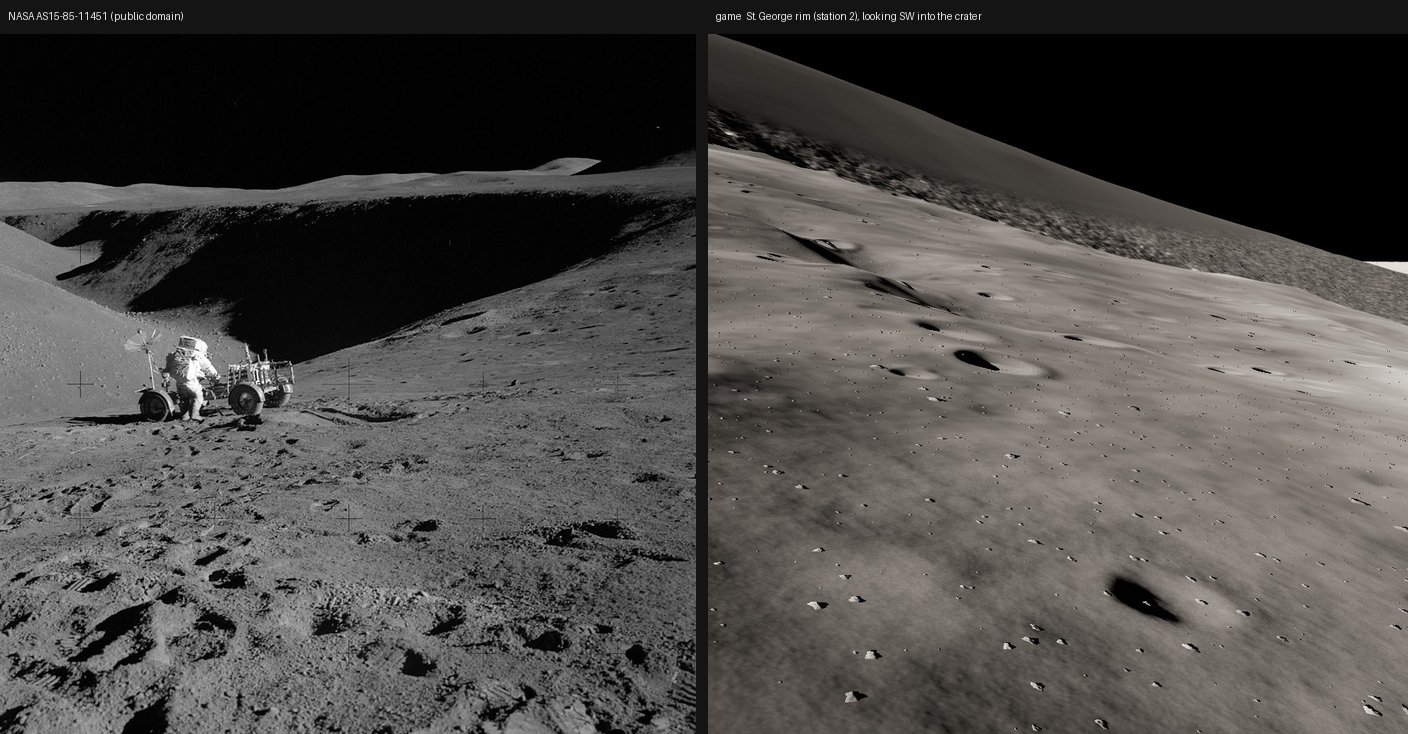 NASA AS15-85-11451 (public domain)
game St. George rim (station 2), looking SW into the crater